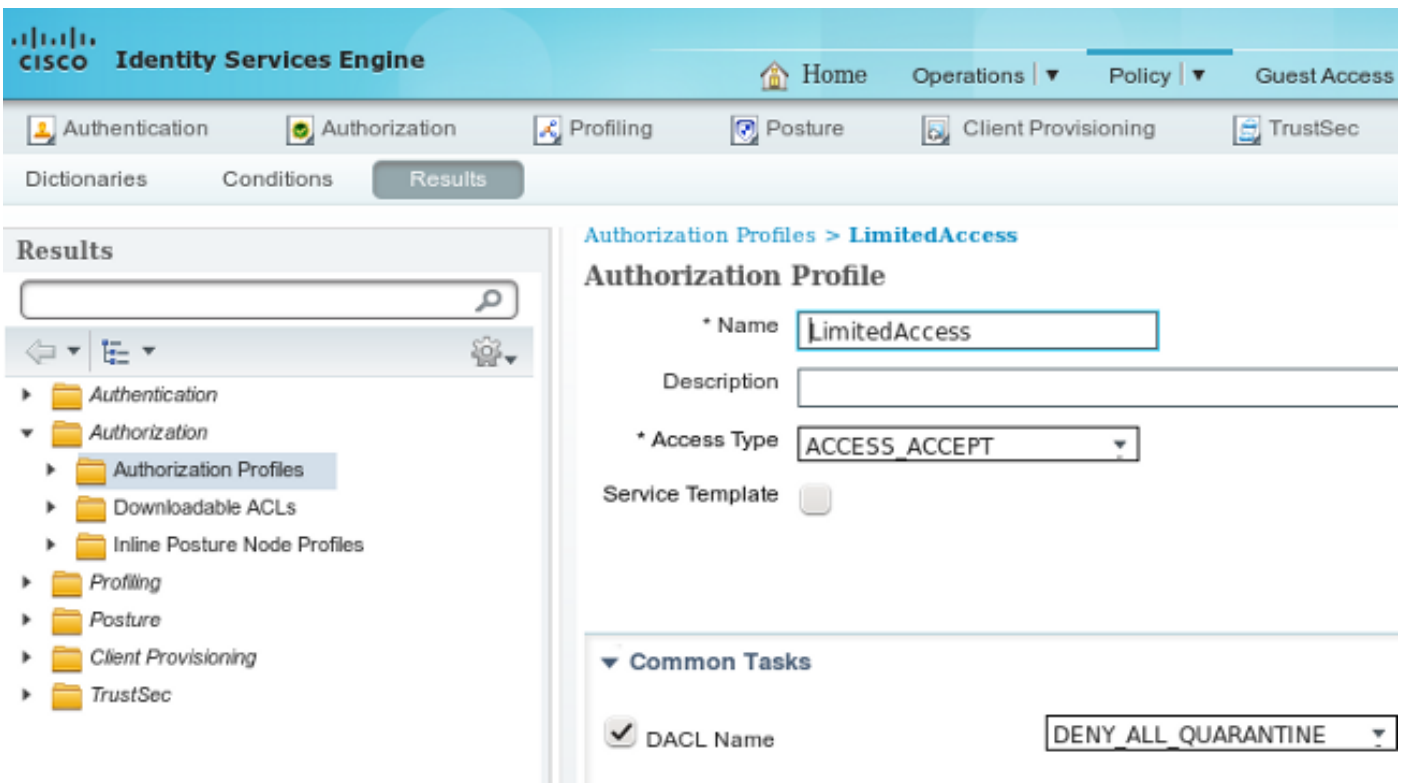 CISCO Identity Services Engine
Home Operations Policy Guest Access
Authentication Authorization Profiling Posture Client Provisioning TrustSec
Dictionaries Conditions Results
Results
Authentication
Authorization
Authorization Profiles
Downloadable ACLs
Inline Posture Node Profiles
Profiling
Posture
Client Provisioning
TrustSec
Authorization Profiles > LimitedAccess
Authorization Profile
* Name LimitedAccess
Description
* Access Type ACCESS_ACCEPT
Service Template
Common Tasks
DACL Name DENY_ALL_QUARANTINE